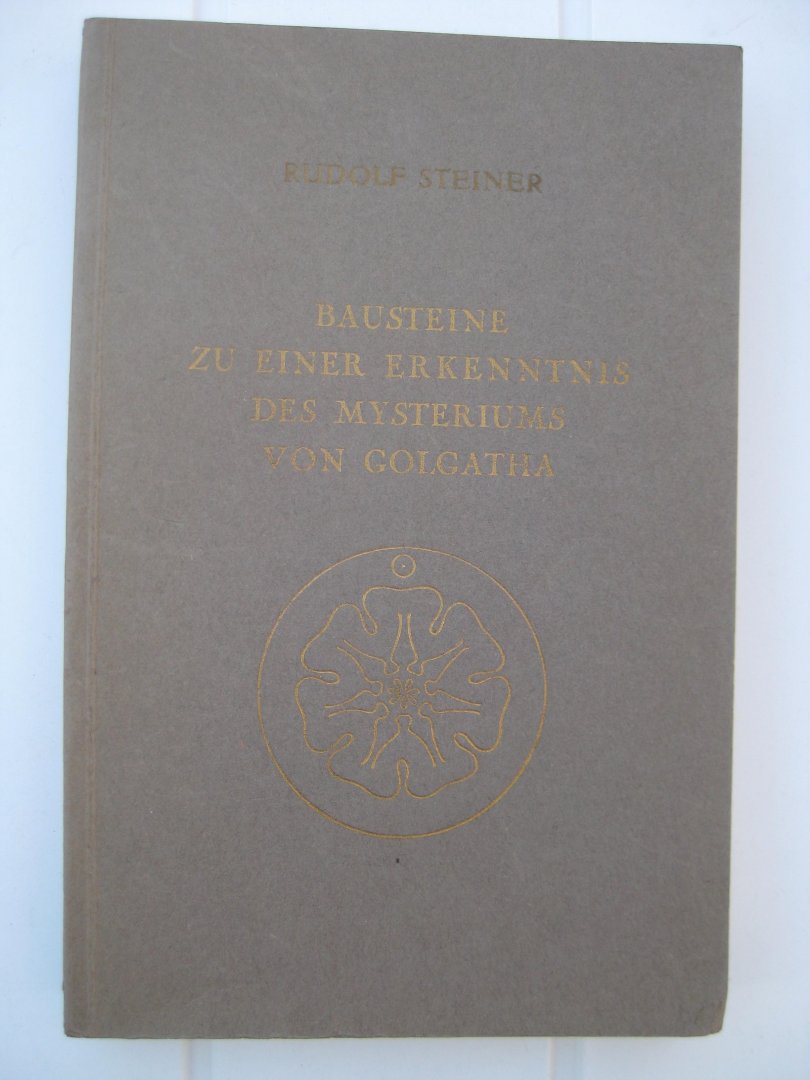 RUDOLF STEINER
BAUSTEINE
ZU EINER ERKENNTNIS
DES MYSTERIUMS
VON GOLGATHA